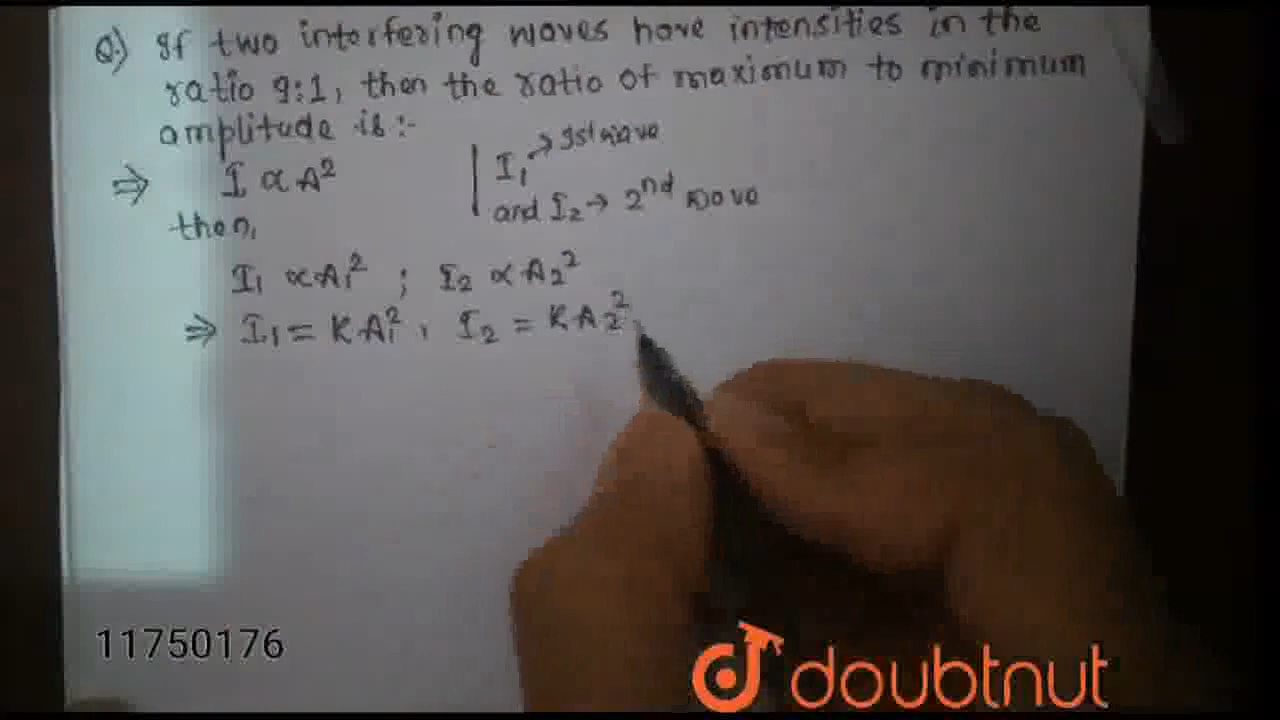 Q.) If two interfering waves have intensities in the
ratio 9:1, then the ratio of maximum to minimum
amplitude is :-
⇒ I ∝ A²
| I₁ → Ist wave
and I₂ → 2nd wave
then,
I₁ ∝ A₁² ; I₂ ∝ A₂²
⇒ I₁ = KA₁², I₂ = KA₂²
11750176
doubtnut